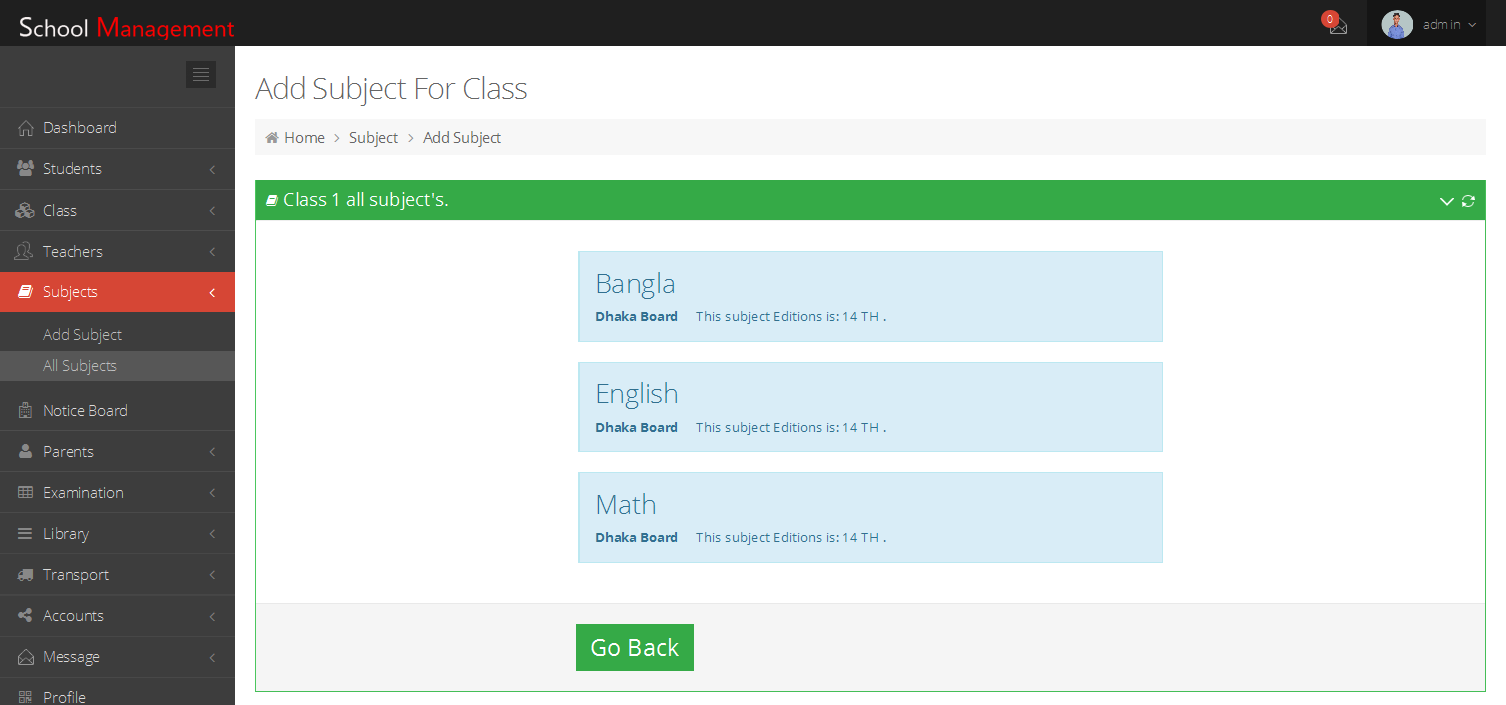 School Management
0
admin
Add Subject For Class
Home > Subject > Add Subject
Dashboard
Students
Class
Teachers
Subjects
Add Subject
All Subjects
Notice Board
Parents
Examination
Library
Transport
Accounts
Message
Profile
Class 1 all subject's.
Bangla
Dhaka Board This subject Editions is: 14 TH .
English
Dhaka Board This subject Editions is: 14 TH .
Math
Dhaka Board This subject Editions is: 14 TH .
Go Back